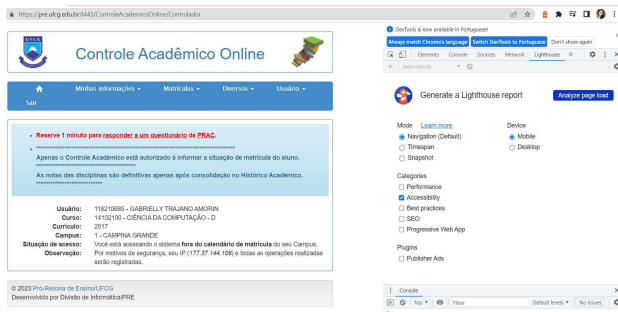 https://pre.ufcg.edu.br:8443/ControleAcademicoOnline/Controlador
UFCG
Controle Acadêmico Online
Minhas informações
Matrículas
Diversos
Usuário
Sair
Reserve 1 minuto para responder a um questionário da PRAC.
Apenas o Controle Acadêmico está autorizado a informar a situação de matrícula do aluno.
As notas das disciplinas são definitivas apenas após consolidação no Histórico Acadêmico.
Usuário: 118210685 - GABRIELLY TRAJANO AMORIN
Curso: 14102100 - CIÊNCIA DA COMPUTAÇÃO - D
Currículo: 2017
Campus: 1 - CAMPINA GRANDE
Situação de acesso: Você está acessando o sistema fora do calendário de matrícula do seu Campus.
Observação: Por motivos de segurança, seu IP (177.37.144.106) e todas as operações realizadas
serão registradas.
© 2023 Pró-Reitoria de Ensino/UFCG
Desenvolvido por Divisão de Informática/PRE
DevTools is now available in Portuguese!
Always match Chrome's language Switch DevTools to Portuguese Don't show again
Elements Console Sources Network Lighthouse »
+ (new report)
Generate a Lighthouse report Analyze page load
Mode Learn more Device
Navigation (Default) Mobile
Timespan Desktop
Snapshot
Categories
Performance
Accessibility
Best practices
SEO
Progressive Web App
Plugins
Publisher Ads
Console
top Filter Default levels No Issues